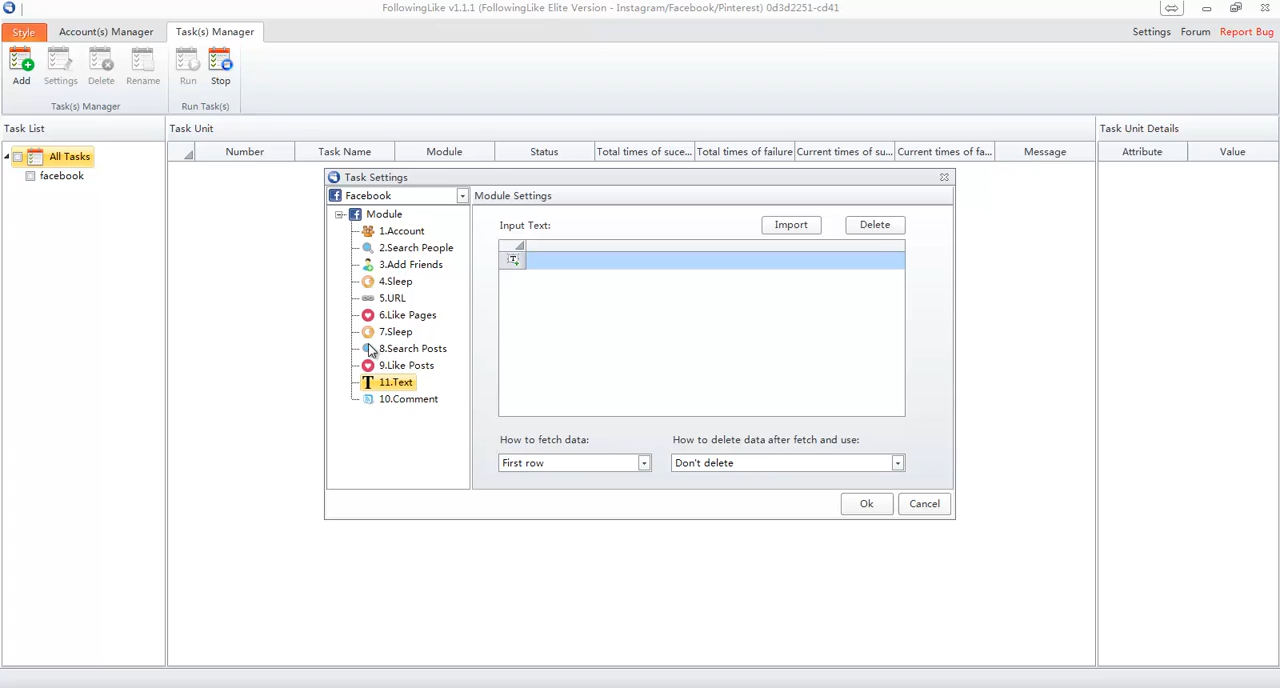 FollowingLike v1.1.1 (FollowingLike Elite Version - Instagram/Facebook/Pinterest) 0d3d2251-cd41
Style
Account(s) Manager
Task(s) Manager
Settings
Forum
Report Bug
Add
Settings
Delete
Rename
Run
Stop
Task(s) Manager
Run Task(s)
Task List
Task Unit
Task Unit Details
Number
Task Name
Module
Status
Total times of suce...
Total times of failure
Current times of su...
Current times of fa...
Message
Attribute
Value
All Tasks
facebook
Task Settings
Facebook
Module Settings
Module
1.Account
2.Search People
3.Add Friends
4.Sleep
5.URL
6.Like Pages
7.Sleep
8.Search Posts
9.Like Posts
11.Text
10.Comment
Input Text:
Import
Delete
How to fetch data:
How to delete data after fetch and use:
First row
Don't delete
Ok
Cancel